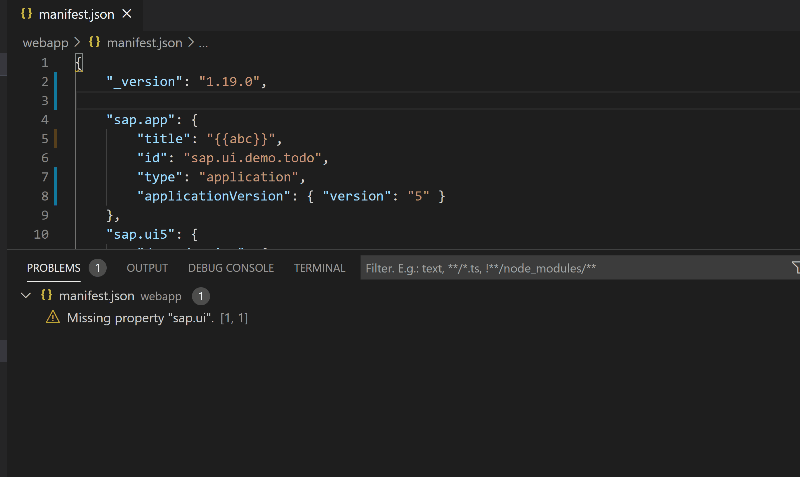 {} manifest.json ×
webapp > {} manifest.json > ...
1 {
2 "_version": "1.19.0",
3
4 "sap.app": {
5 "title": "{{abc}}",
6 "id": "sap.ui.demo.todo",
7 "type": "application",
8 "applicationVersion": { "version": "5" }
9 },
10 "sap.ui5": {
PROBLEMS 1 OUTPUT DEBUG CONSOLE TERMINAL Filter. E.g.: text, **/*.ts, !**/node_modules/**
{} manifest.json webapp 1
Missing property "sap.ui". [1, 1]